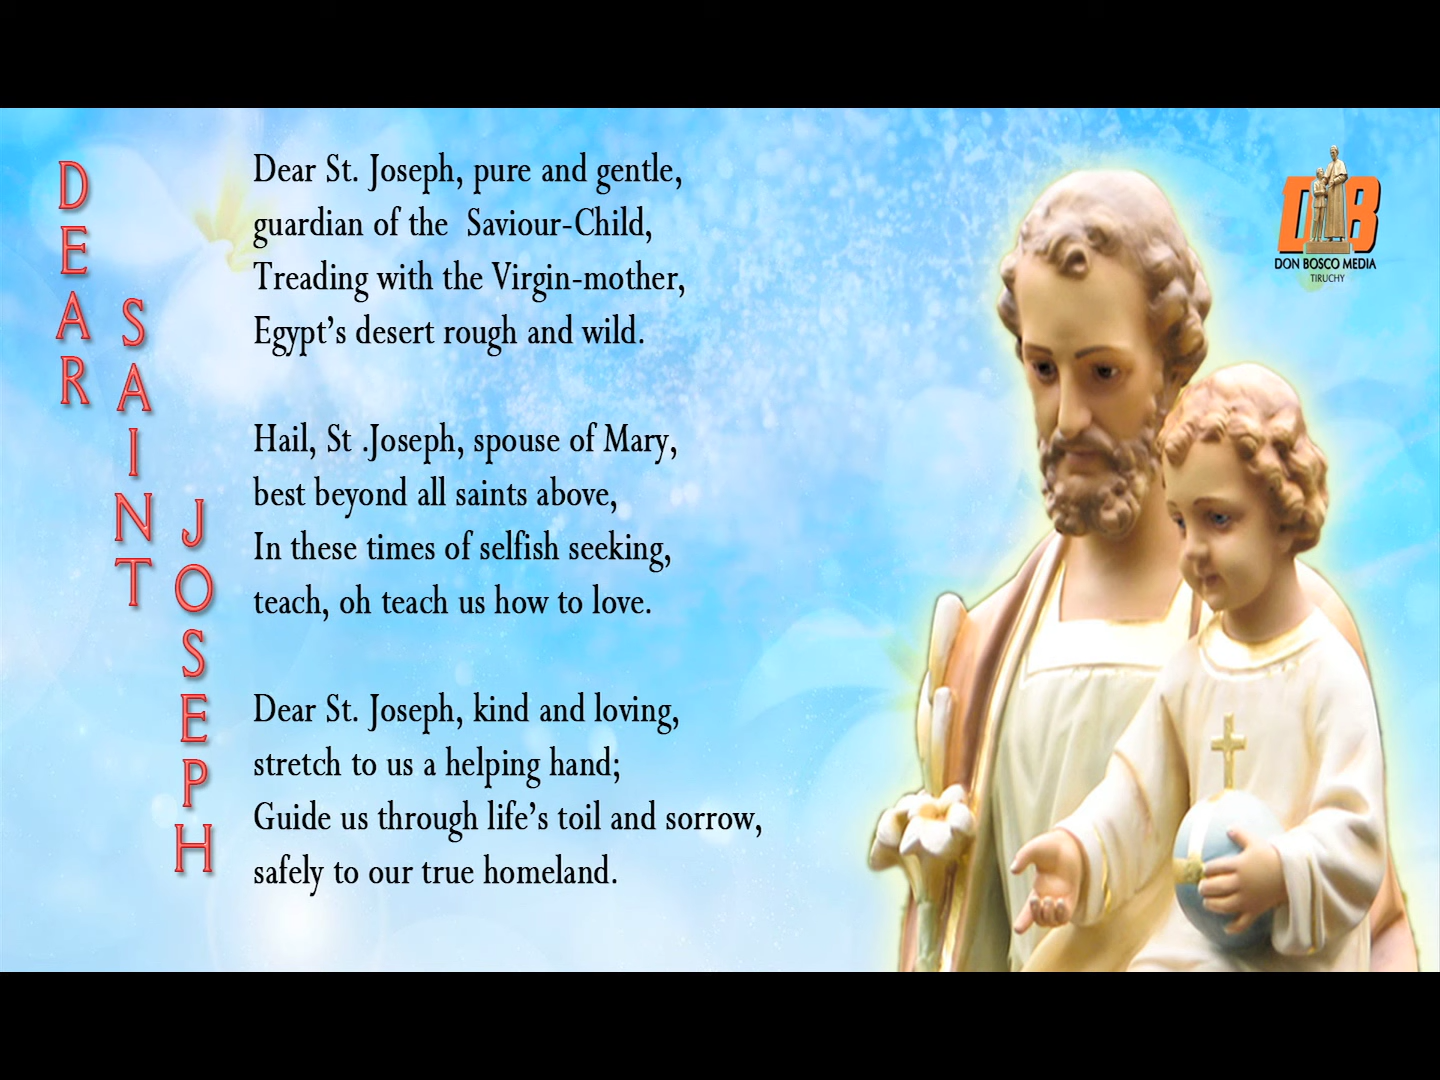 DEAR
SAINT
JOSEPH
Dear St. Joseph, pure and gentle,
guardian of the  Saviour-Child,
Treading with the Virgin-mother,
Egypt’s desert rough and wild.
Hail, St .Joseph, spouse of Mary,
best beyond all saints above,
In these times of selfish seeking,
teach, oh teach us how to love.
Dear St. Joseph, kind and loving,
stretch to us a helping hand;
Guide us through life’s toil and sorrow,
safely to our true homeland.
DB
DON BOSCO MEDIA
TIRUCHY